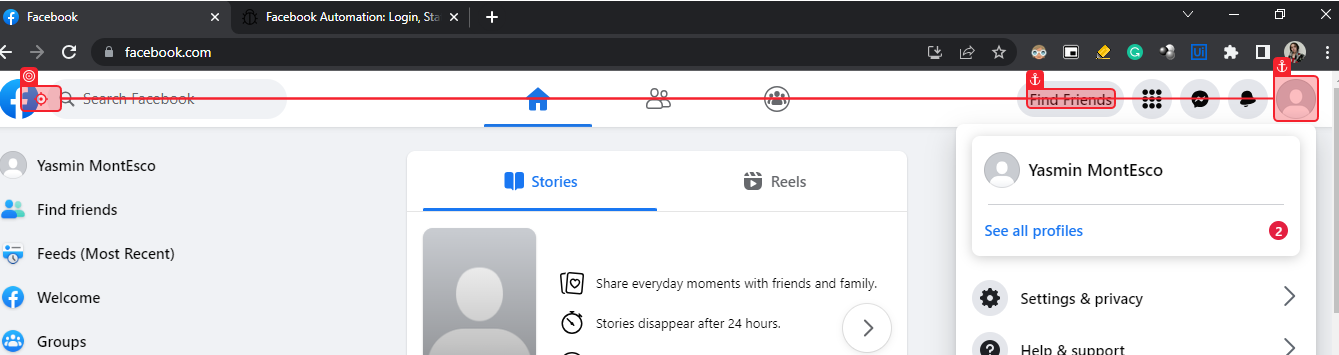 Facebook
Facebook Automation: Login, Sta
facebook.com
Search Facebook
Find Friends
Yasmin MontEsco
Find friends
Feeds (Most Recent)
Welcome
Groups
Stories
Reels
Share everyday moments with friends and family.
Stories disappear after 24 hours.
Yasmin MontEsco
See all profiles
2
Settings & privacy
Help & support